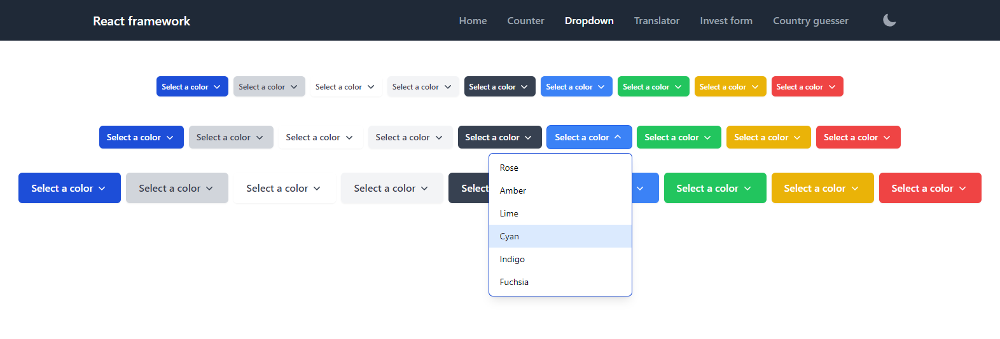 React framework Home Counter Dropdown Translator Invest form Country guesser
Select a color Select a color Select a color Select a color Select a color Select a color Select a color Select a color Select a color
Select a color Select a color Select a color Select a color Select a color Select a color Select a color Select a color Select a color
Select a color Select a color Select a color Select a color Select Select a color Select a color Select a color
Rose
Amber
Lime
Cyan
Indigo
Fuchsia